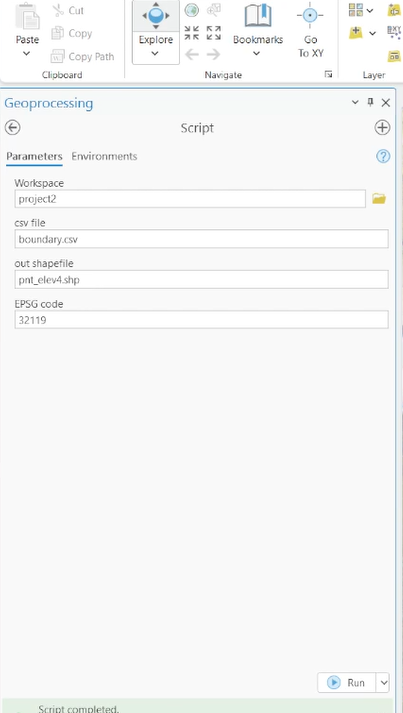 Cut
Copy
Copy Path
Paste
Clipboard
Explore
Bookmarks
Go
To XY
Navigate
Layer
Geoprocessing
Script
Parameters Environments
Workspace
project2
csv file
boundary.csv
out shapefile
pnt_elev4.shp
EPSG code
32119
Run
Script completed.